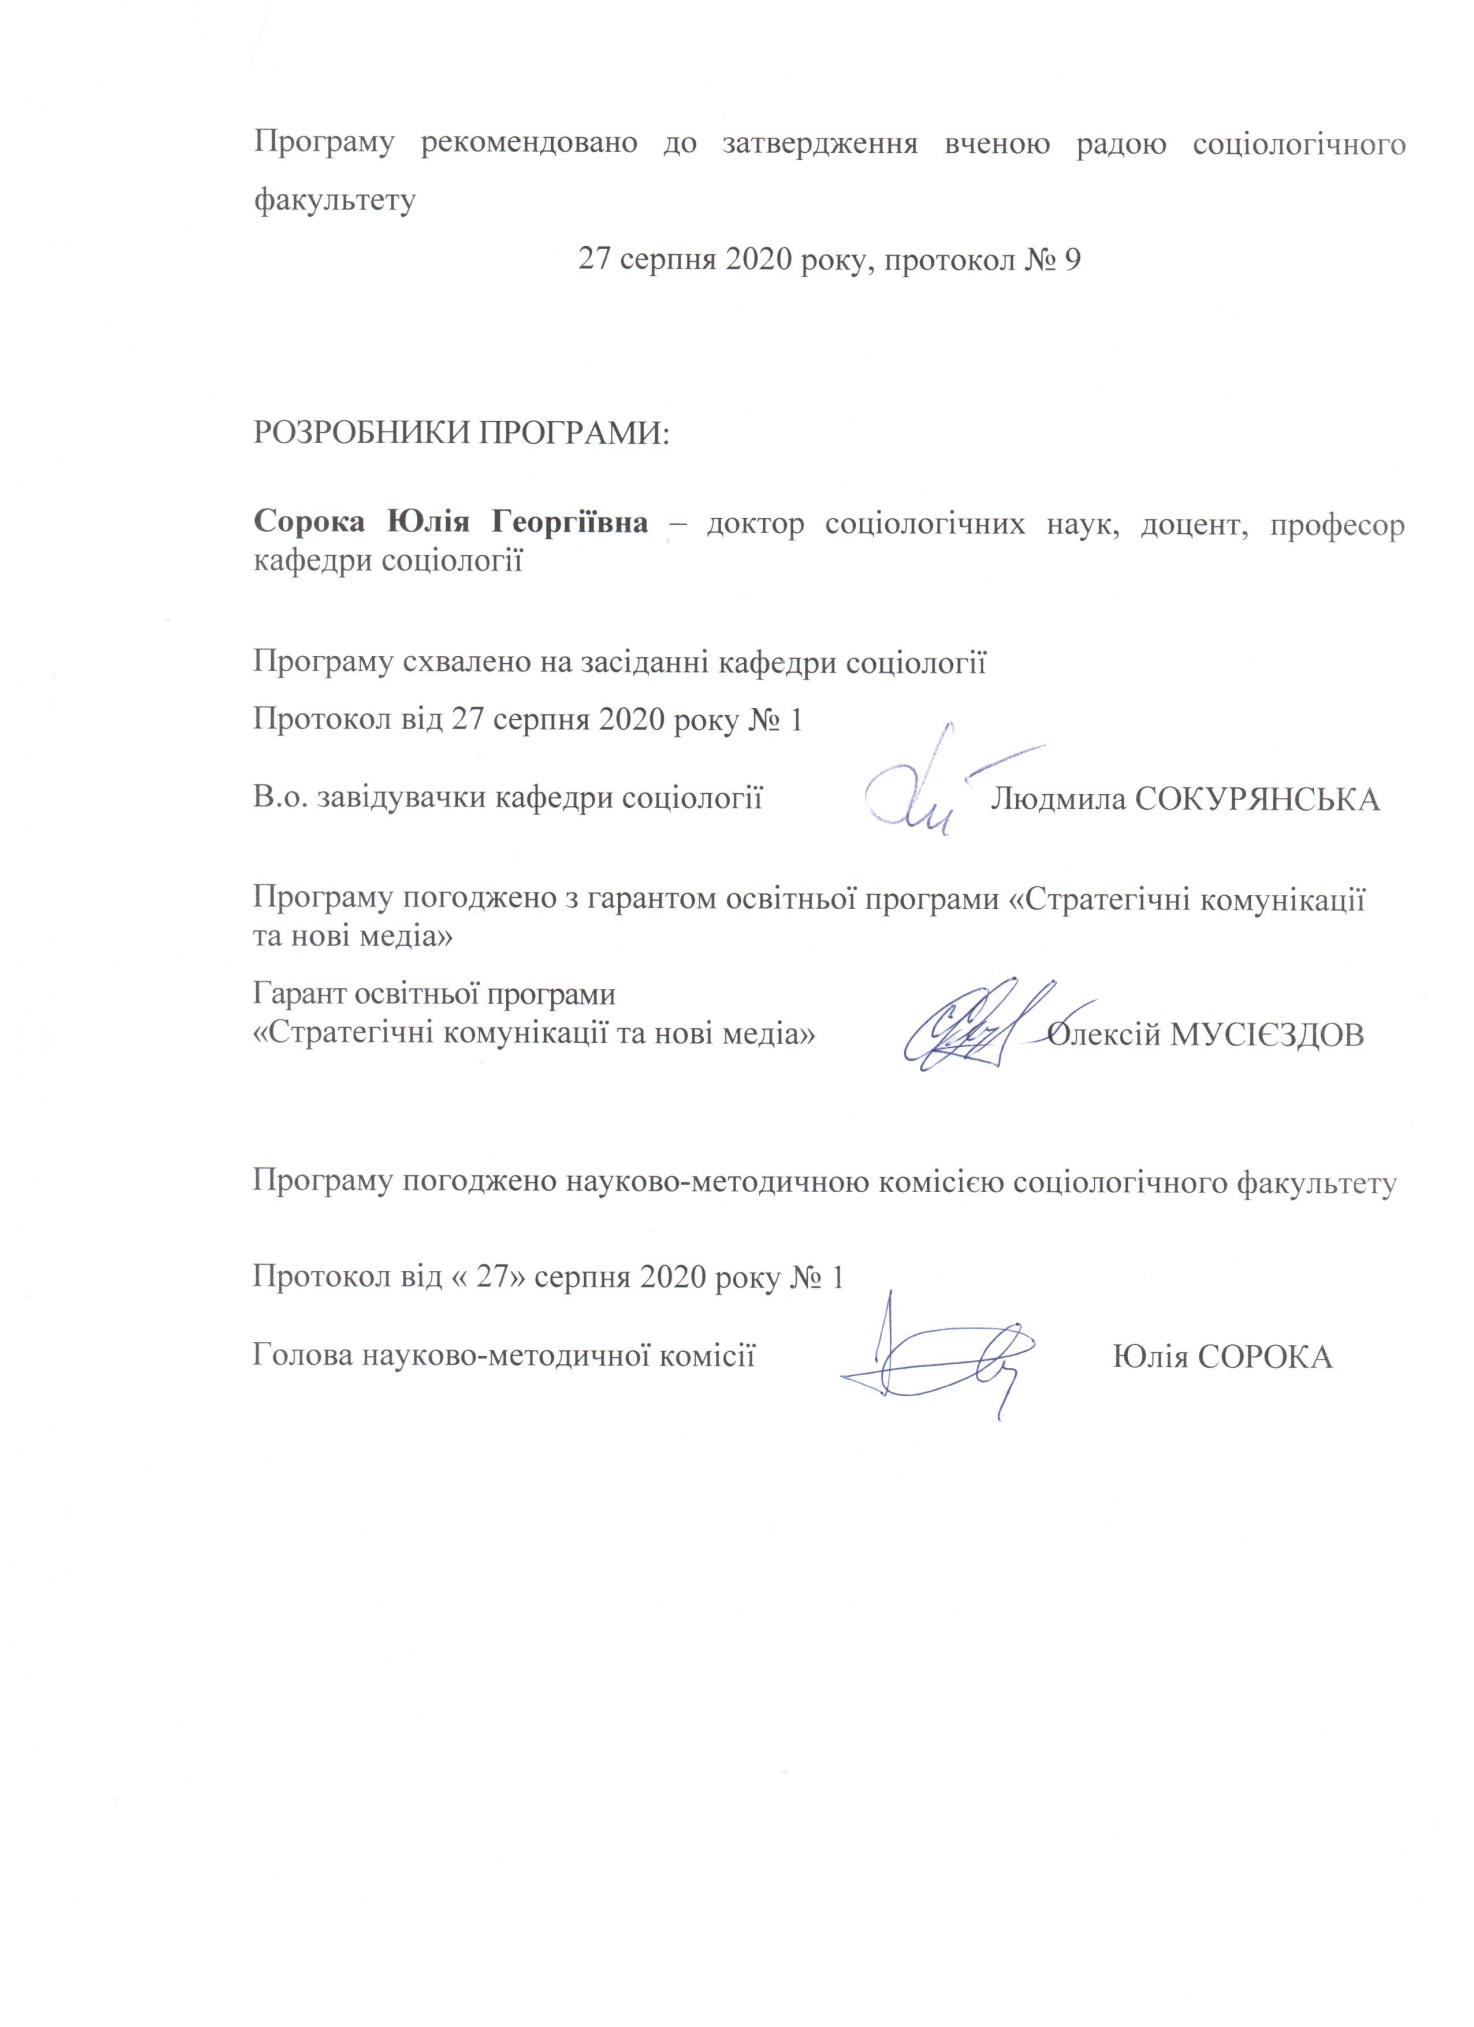 Програму рекомендовано до затвердження вченою радою соціологічного
факультету
27 серпня 2020 року, протокол № 9
РОЗРОБНИКИ ПРОГРАМИ:
Сорока Юлія Георгіївна – доктор соціологічних наук, доцент, професор
кафедри соціології
Програму схвалено на засіданні кафедри соціології
Протокол від 27 серпня 2020 року № 1
В.о. завідувачки кафедри соціології Людмила СОКУРЯНСЬКА
Програму погоджено з гарантом освітньої програми «Стратегічні комунікації
та нові медіа»
Гарант освітньої програми
«Стратегічні комунікації та нові медіа» Олексій МУСІЄЗДОВ
Програму погоджено науково-методичною комісією соціологічного факультету
Протокол від « 27» серпня 2020 року № 1
Голова науково-методичної комісії Юлія СОРОКА